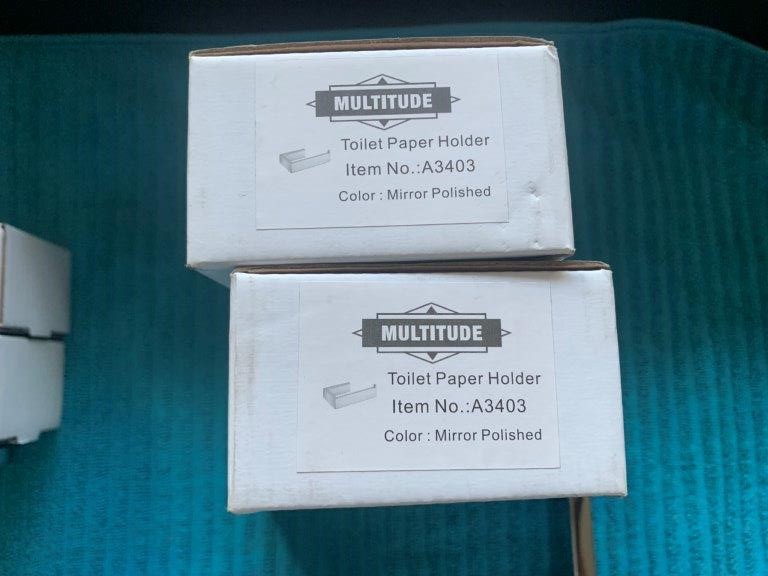 MULTITUDE
Toilet Paper Holder
Item No.:A3403
Color : Mirror Polished
MULTITUDE
Toilet Paper Holder
Item No.:A3403
Color : Mirror Polished